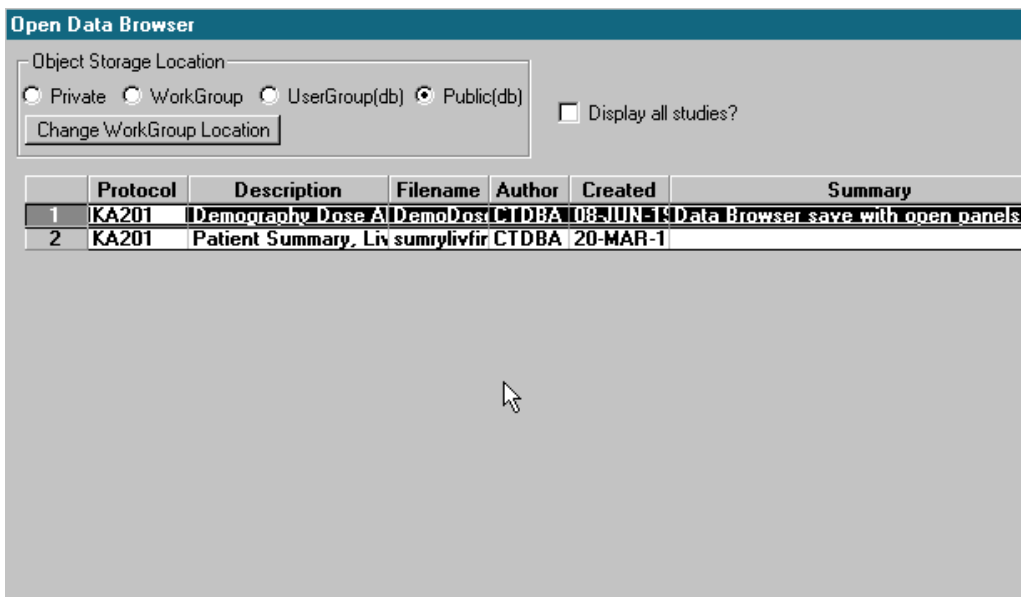 Open Data Browser
Object Storage Location
Private WorkGroup UserGroup(db) Public(db)
Display all studies?
Change WorkGroup Location
Protocol Description Filename Author Created Summary
1 KA201 Demography Dose A DemoDos CTDBA 08-JUN-19 Data Browser save with open panels
2 KA201 Patient Summary, Liv sumrylivfir CTDBA 20-MAR-1